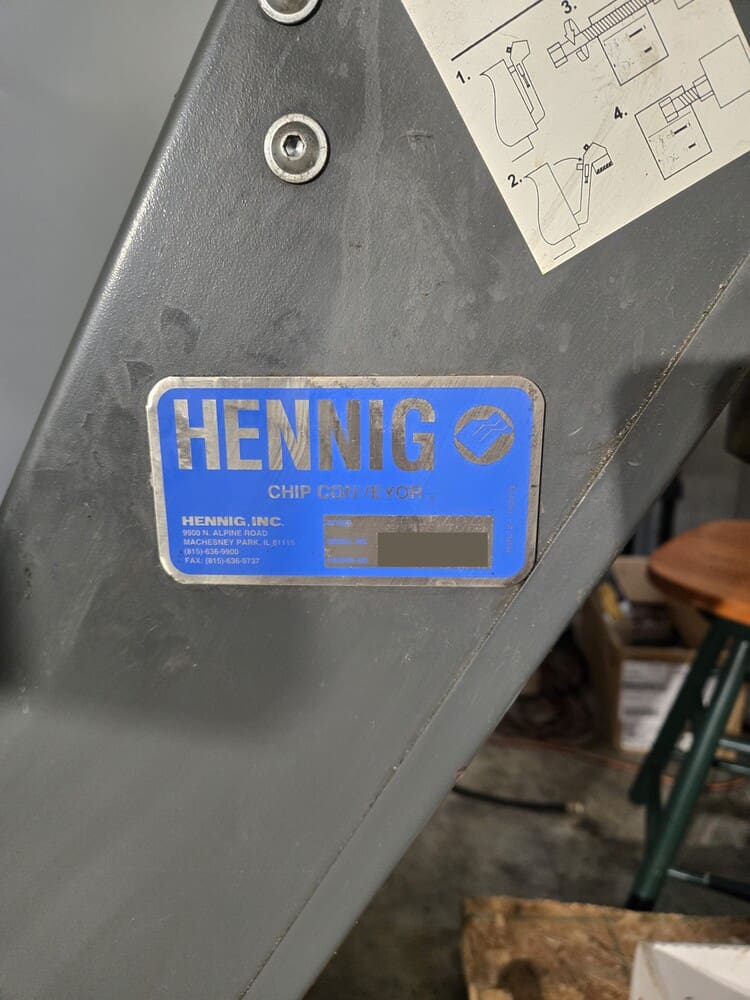 3.
1.
4.
2.
HENNIG
CHIP CONVEYOR
HENNIG, INC.
9900 N. ALPINE ROAD
MACHESNEY PARK, IL 61115
(815)-636-9900
FAX: (815)-636-9737